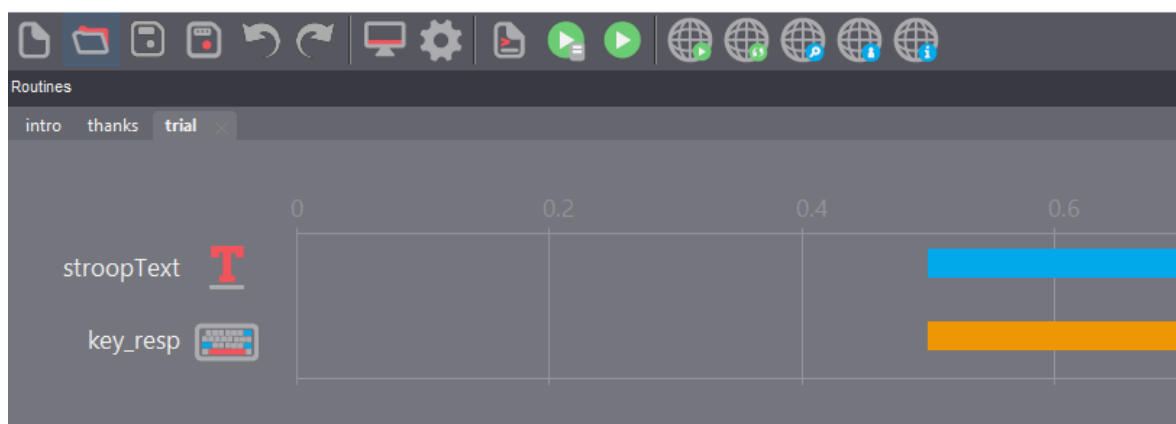 Routines
intro thanks trial
0 0.2 0.4 0.6
stroopText
key_resp